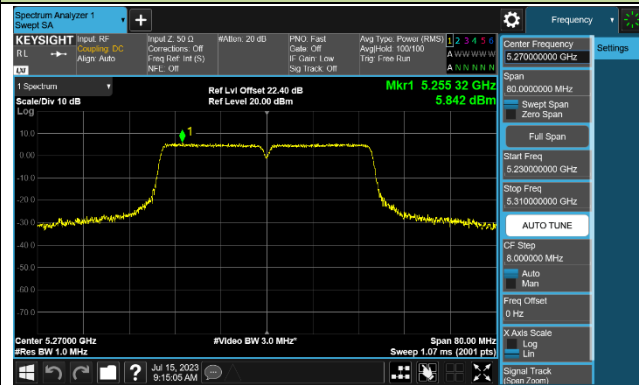 Spectrum Analyzer 1
Swept SA
+
Frequency
KEYSIGHT
RL
LXI
Input: RF
Coupling: DC
Align: Auto
Input Z: 50 Ω
Corrections: Off
Freq Ref: Int (S)
NFE: Off
#Atten: 20 dB
PNO: Fast
Gate: Off
IF Gain: Low
Sig Track: Off
Avg Type: Power (RMS)
Avg|Hold: 100/100
Trig: Free Run
1 2 3 4 5 6
A W W W W W
A N N N N N
1 Spectrum
Scale/Div 10 dB
Log
Ref Lvl Offset 22.40 dB
Ref Level 20.00 dBm
Mkr1 5.255 32 GHz
5.842 dBm
1
10.0
0.00
-10.0
-20.0
-30.0
-40.0
-50.0
-60.0
-70.0
Center 5.27000 GHz
#Res BW 1.0 MHz
#Video BW 3.0 MHz*
Span 80.00 MHz
Sweep 1.07 ms (2001 pts)
?
Jul 15, 2023
9:15:05 AM
Center Frequency
5.270000000 GHz
Span
80.0000000 MHz
Swept Span
Zero Span
Full Span
Start Freq
5.230000000 GHz
Stop Freq
5.310000000 GHz
AUTO TUNE
CF Step
8.000000 MHz
Auto
Man
Freq Offset
0 Hz
X Axis Scale
Log
Lin
Signal Track
(Span Zoom)
Settings